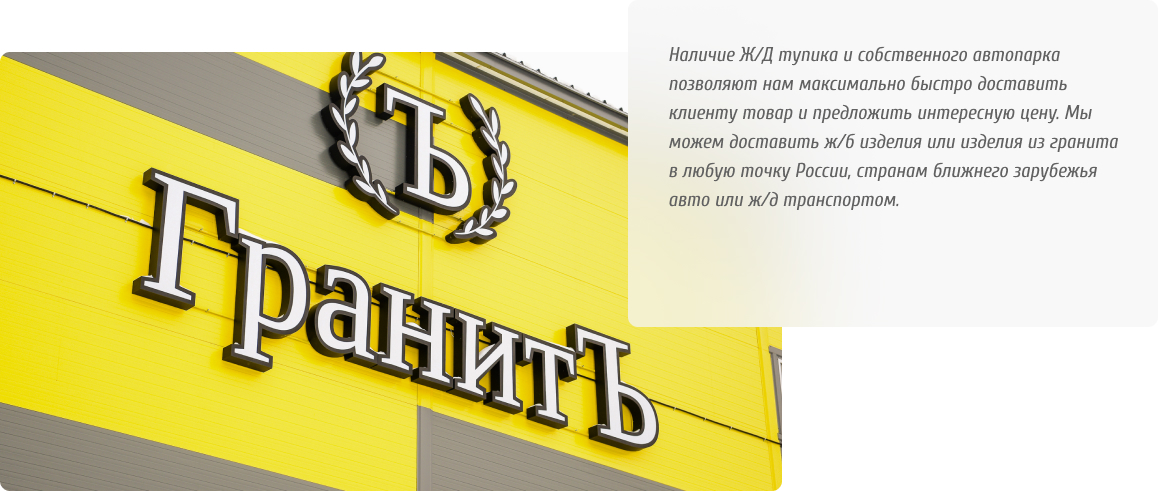 Ъ
ГранитЪ
Наличие Ж/Д тупика и собственного автопарка
позволяют нам максимально быстро доставить
клиенту товар и предложить интересную цену. Мы
можем доставить ж/б изделия или изделия из гранита
в любую точку России, странам ближнего зарубежья
авто или ж/д транспортом.